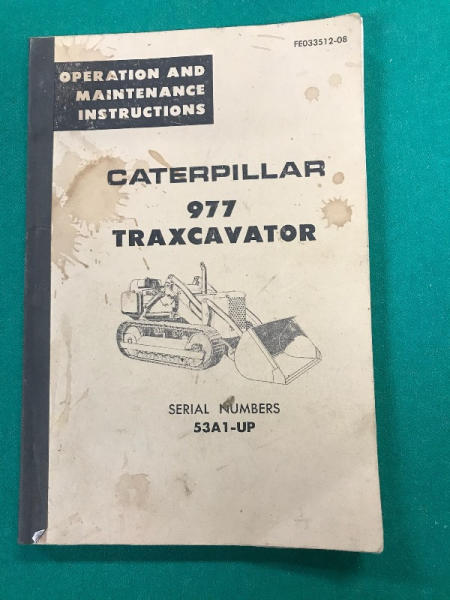 FE033512-08
OPERATION AND
MAINTENANCE
INSTRUCTIONS
CATERPILLAR
977
TRAXCAVATOR
SERIAL NUMBERS
53A1-UP